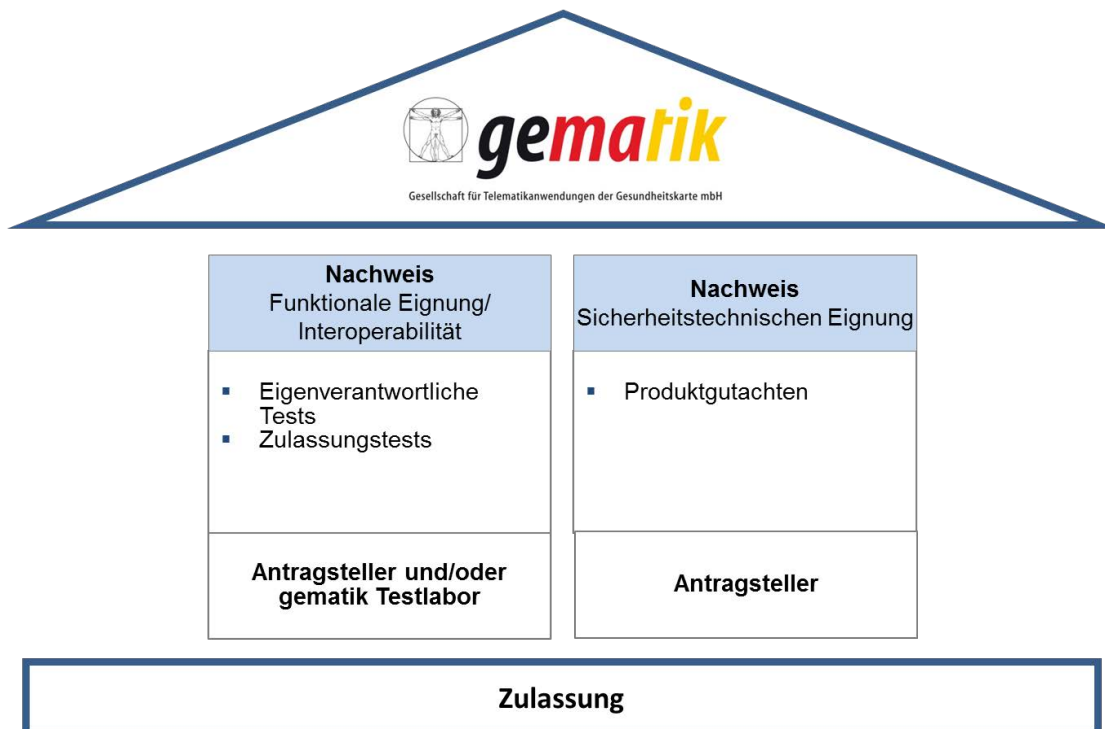 gematik
Gesellschaft für Telematikanwendungen der Gesundheitskarte mbH
Nachweis
Funktionale Eignung/
Interoperabilität
▪ Eigenverantwortliche
Tests
▪ Zulassungstests
Antragsteller und/oder
gematik Testlabor
Nachweis
Sicherheitstechnischen Eignung
▪ Produktgutachten
Antragsteller
Zulassung